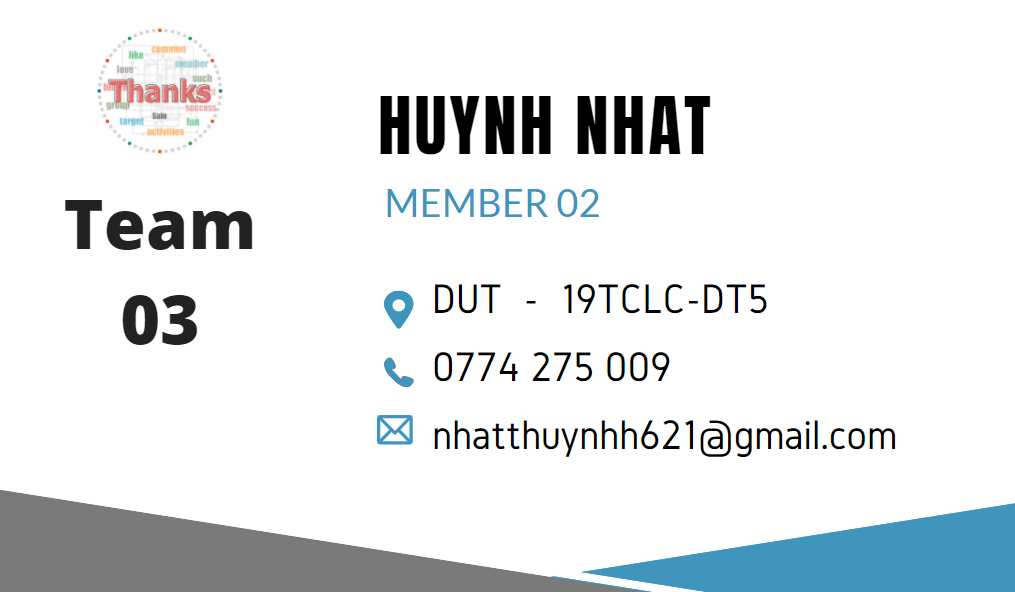 like
common
love
member
such
Thanks
group
success
Sale
target
fun
activities
Team
03
HUYNH NHAT
MEMBER 02
DUT - 19TCLC-DT5
0774 275 009
nhatthuynhh621@gmail.com